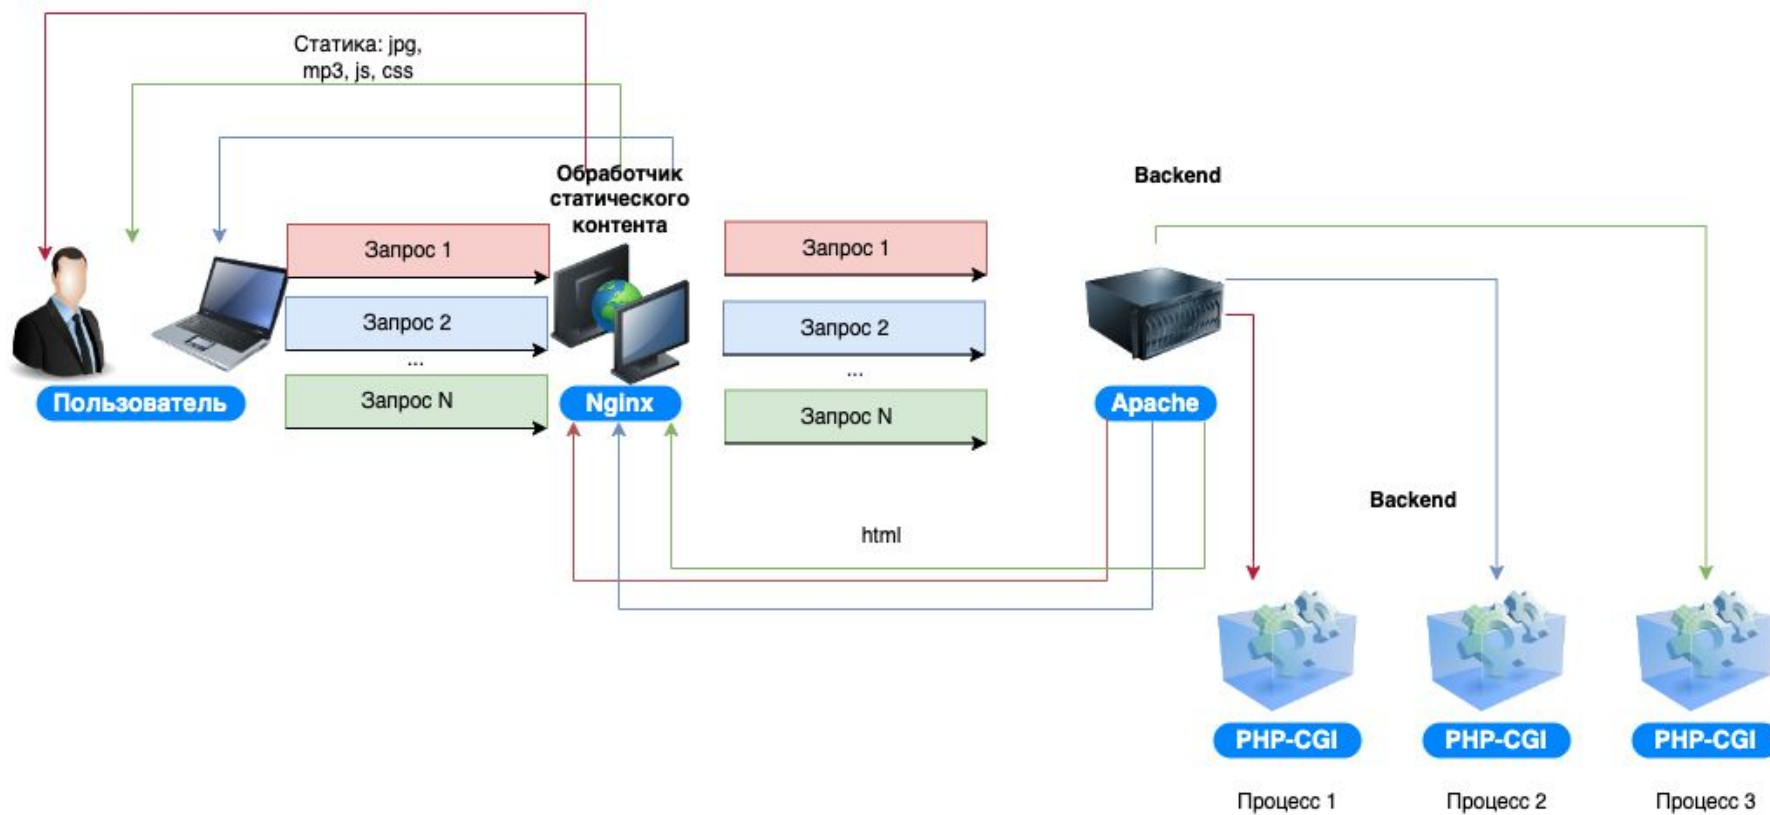 Статика: jpg,
mp3, js, css
Обработчик
статического
контента
Backend
Запрос 1
Запрос 1
Запрос 2
Запрос 2
...
...
Запрос N
Запрос N
Пользователь
Nginx
Apache
Backend
html
PHP-CGI
PHP-CGI
PHP-CGI
Процесс 1
Процесс 2
Процесс 3